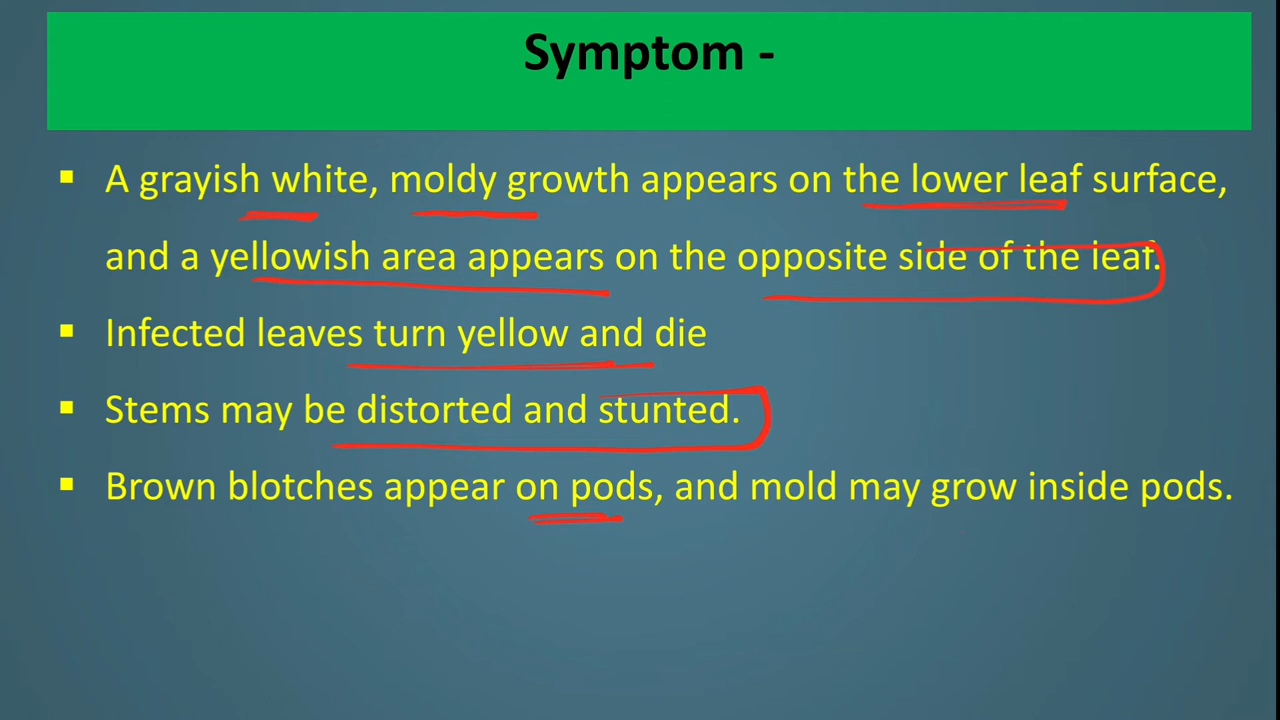 Symptom -
▪ A grayish white, moldy growth appears on the lower leaf surface,
and a yellowish area appears on the opposite side of the leaf.
▪ Infected leaves turn yellow and die
▪ Stems may be distorted and stunted.
▪ Brown blotches appear on pods, and mold may grow inside pods.